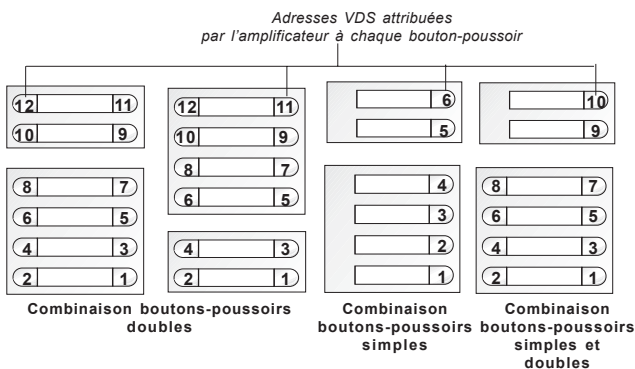 Adresses VDS attribuées
par l'amplificateur à chaque bouton-poussoir
12 11
10 9
8 7
6 5
4 3
2 1
12 11
10 9
8 7
6 5
4 3
2 1
6
5
4
3
2
1
10
9
8 7
6 5
4 3
2 1
Combinaison boutons-poussoirs
doubles
Combinaison
boutons-poussoirs
simples
Combinaison
boutons-poussoirs
simples et
doubles